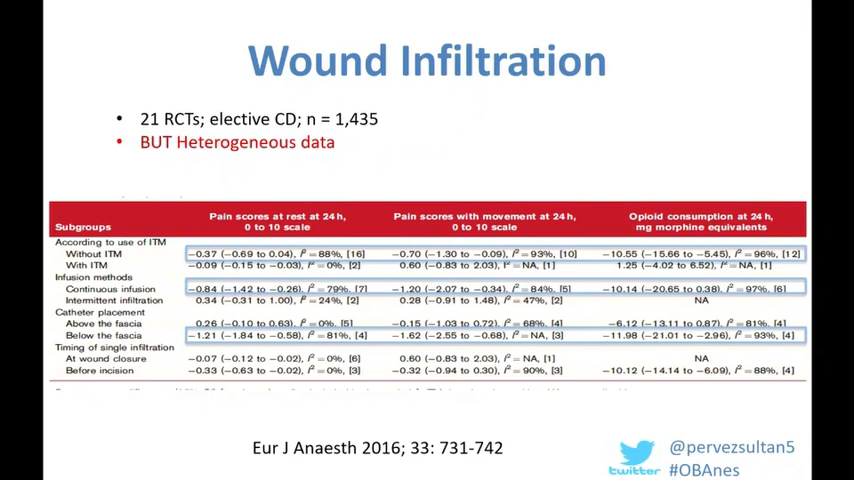 Wound Infiltration
• 21 RCTs; elective CD; n = 1,435
• BUT Heterogeneous data
Subgroups Pain scores at rest at 24 h, 0 to 10 scale Pain scores with movement at 24 h, 0 to 10 scale Opioid consumption at 24 h, mg morphine equivalents
According to use of ITM
Without ITM −0.37 (−0.69 to 0.04), I² = 88%, [16] −0.70 (−1.30 to −0.09), I² = 93%, [10] −10.55 (−15.66 to −5.45), I² = 96%, [12]
With ITM −0.09 (−0.15 to −0.03), I² = 0%, [2] 0.60 (−0.83 to 2.03), I² = NA, [1] 1.25 (−4.02 to 6.52), I² = NA, [1]
Infusion methods
Continuous infusion −0.84 (−1.42 to −0.26), I² = 79%, [7] −1.20 (−2.07 to −0.34), I² = 84%, [5] −10.14 (−20.65 to 0.38), I² = 97%, [6]
Intermittent infiltration 0.34 (−0.31 to 1.00), I² = 24%, [2] 0.28 (−0.91 to 1.48), I² = 47%, [2] NA
Catheter placement
Above the fascia 0.26 (−0.10 to 0.63), I² = 0%, [5] −0.15 (−1.03 to 0.72), I² = 68%, [4] −6.12 (−13.11 to 0.87), I² = 81%, [4]
Below the fascia −1.21 (−1.84 to −0.58), I² = 81%, [4] −1.62 (−2.55 to −0.68), I² = NA, [3] −11.98 (−21.01 to −2.96), I² = 93%, [4]
Timing of single infiltration
At wound closure −0.07 (−0.12 to −0.02), I² = 0%, [6] 0.60 (−0.83 to 2.03), I² = NA, [1] NA
Before incision −0.33 (−0.63 to −0.02), I² = 0%, [3] −0.32 (−0.94 to 0.30), I² = 90%, [3] −10.12 (−14.14 to −6.09), I² = 88%, [4]
Eur J Anaesth 2016; 33: 731-742
twitter
@pervezsultan5
#OBAnes